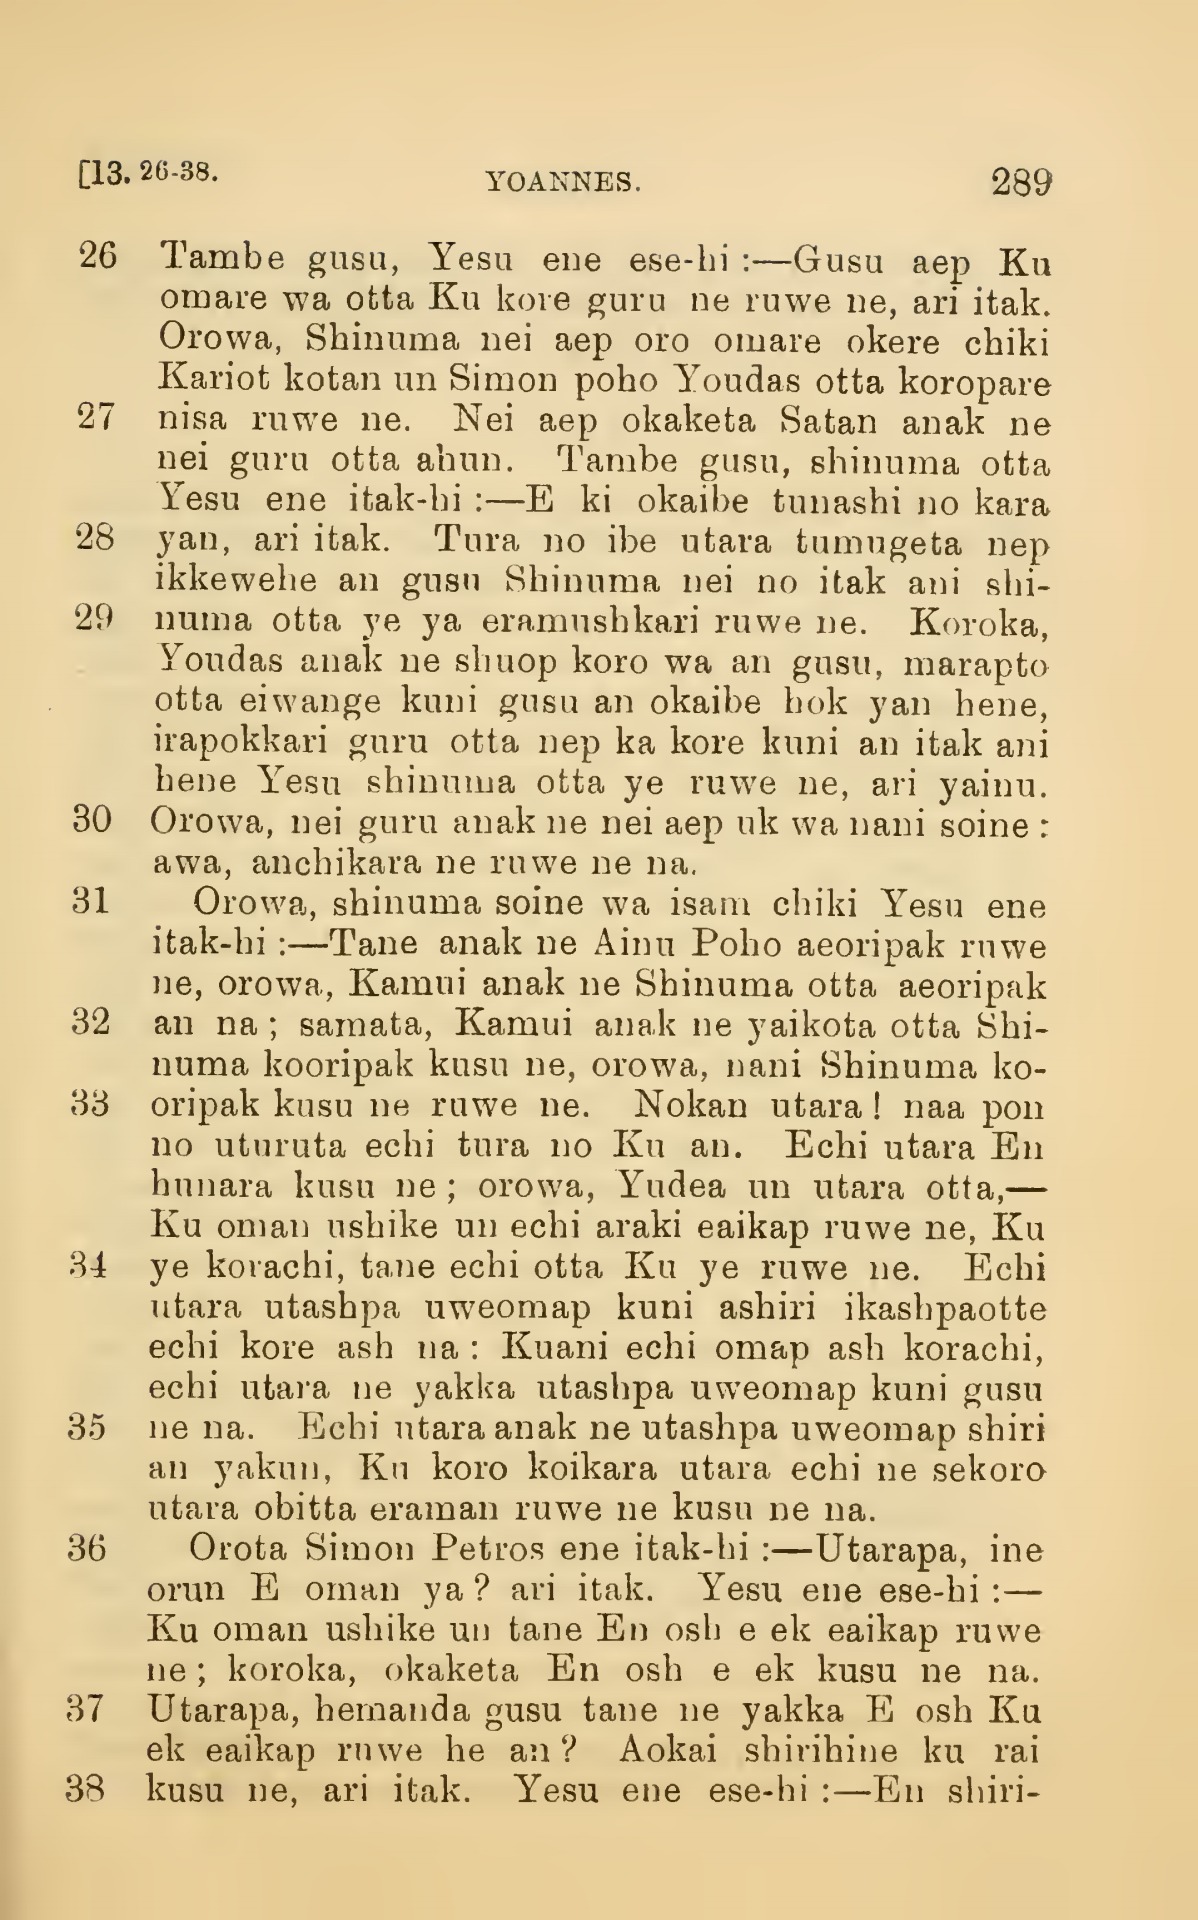 [13. 26-38. YOANNES. 289
26 Tambe gusu, Yesu ene ese-hi :—Gusu aep Ku
omare wa otta Ku kore guru ne ruwe ne, ari itak.
Orowa, Shinuma nei aep oro omare okere chiki
Kariot kotan un Simon poho Youdas otta koropare
27 nisa ruwe ne. Nei aep okaketa Satan anak ne
nei guru otta ahun. Tambe gusu, shinuma otta
Yesu ene itak-hi :—E ki okaibe tunashi no kara
28 yan, ari itak. Tura no ibe utara tumugeta nep
ikkewehe an gusu Shinuma nei no itak ani shi-
29 numa otta ye ya eramushkari ruwe ne. Koroka,
Youdas anak ne shuop koro wa an gusu, marapto
otta eiwange kuni gusu an okaibe hok yan hene,
irapokkari guru otta nep ka kore kuni an itak ani
hene Yesu shinuma otta ye ruwe ne, ari yainu.
30 Orowa, nei guru anak ne nei aep uk wa nani soine :
awa, anchikara ne ruwe ne na.
31 Orowa, shinuma soine wa isam chiki Yesu ene
itak-hi :—Tane anak ne Ainu Poho aeoripak ruwe
ne, orowa, Kamui anak ne Shinuma otta aeoripak
32 an na ; samata, Kamui anak ne yaikota otta Shi-
numa kooripak kusu ne, orowa, nani Shinuma ko-
33 oripak kusu ne ruwe ne. Nokan utara ! naa pon
no uturuta echi tura no Ku an. Echi utara En
hunara kusu ne ; orowa, Yudea un utara otta,—
Ku oman ushike un echi araki eaikap ruwe ne, Ku
34 ye korachi, tane echi otta Ku ye ruwe ne. Echi
utara utashpa uweomap kuni ashiri ikashpaotte
echi kore ash na : Kuani echi omap ash korachi,
echi utara ne yakka utashpa uweomap kuni gusu
35 ne na. Echi utara anak ne utashpa uweomap shiri
an yakun, Ku koro koikara utara echi ne sekoro
utara obitta eraman ruwe ne kusu ne na.
36 Orota Simon Petros ene itak-hi :—Utarapa, ine
orun E oman ya ? ari itak. Yesu ene ese-hi :—
Ku oman ushike un tane En osh e ek eaikap ruwe
ne ; koroka, okaketa En osh e ek kusu ne na.
37 Utarapa, hemanda gusu tane ne yakka E osh Ku
ek eaikap ruwe he an ? Aokai shirihine ku rai
38 kusu ne, ari itak. Yesu ene ese-hi :—En shiri-